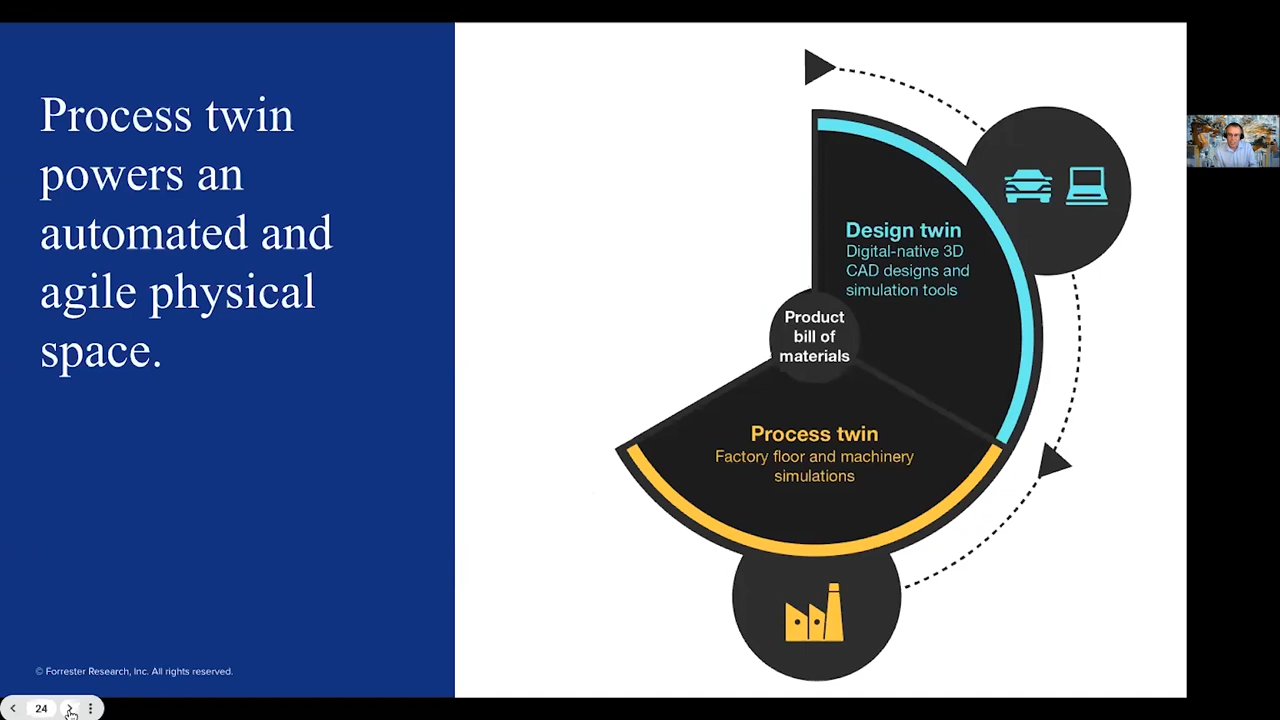 Process twin
powers an
automated and
agile physical
space.
Design twin
Digital-native 3D
CAD designs and
simulation tools
Product
bill of
materials
Process twin
Factory floor and machinery
simulations
© Forrester Research, Inc. All rights reserved.
24